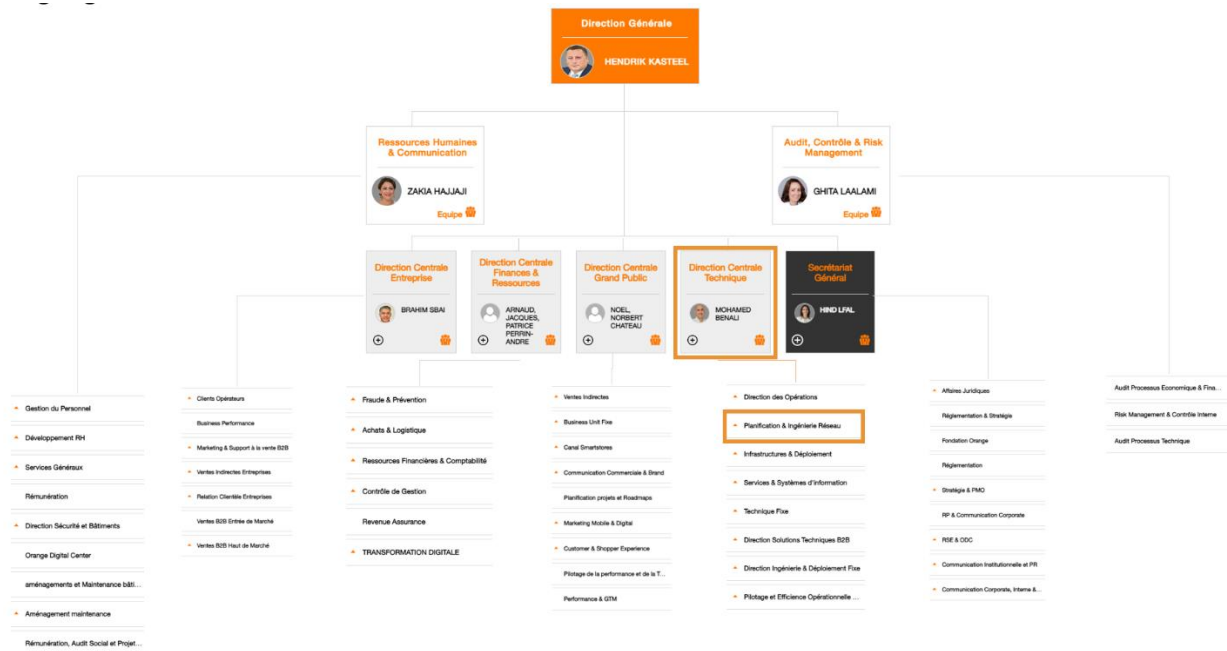 Direction Générale
HENDRIK KASTEEL
Ressources Humaines
& Communication
ZAKIA HAJJAJI
Equipe
Audit, Contrôle & Risk
Management
GHITA LAALAMI
Equipe
Direction Centrale
Entreprise
BRAHIM SBAI
Direction Centrale
Finances &
Ressources
ARNAUD,
JACQUES,
PATRICE
PERRIN-
ANDRE
Direction Centrale
Grand Public
NOEL,
NORBERT
CHATEAU
Direction Centrale
Technique
MOHAMED
BENALI
Secrétariat
Général
HIND LFAL
Gestion du Personnel
Développement RH
Services Généraux
Rémunération
Direction Sécurité et Bâtiments
Orange Digital Center
aménagements et Maintenance bâti...
Aménagement maintenance
Rémunération, Audit Social et Projet...
Clients Opérateurs
Business Performance
Marketing & Support à la vente B2B
Ventes Indirectes Entreprises
Relation Clientèle Entreprises
Ventes B2B Entrée de Marché
Ventes B2B Haut de Marché
Fraude & Prévention
Achats & Logistique
Ressources Financières & Comptabilité
Contrôle de Gestion
Revenue Assurance
TRANSFORMATION DIGITALE
Ventes Indirectes
Business Unit Fixe
Canal Smartstores
Communication Commerciale & Brand
Planification projets et Roadmaps
Marketing Mobile & Digital
Customer & Shopper Experience
Pilotage de la performance et de la T...
Performance & GTM
Direction des Opérations
Planification & Ingénierie Réseau
Infrastructures & Déploiement
Services & Systèmes d'Information
Technique Fixe
Direction Solutions Techniques B2B
Direction Ingénierie & Déploiement Fixe
Pilotage et Efficience Opérationnelle ...
Affaires Juridiques
Réglementation & Stratégie
Fondation Orange
Réglementation
Stratégie & PMO
RP & Communication Corporate
RSE & ODC
Communication Institutionnelle et PR
Communication Corporate, Interne &...
Audit Processus Economique & Fina...
Risk Management & Contrôle Interne
Audit Processus Technique